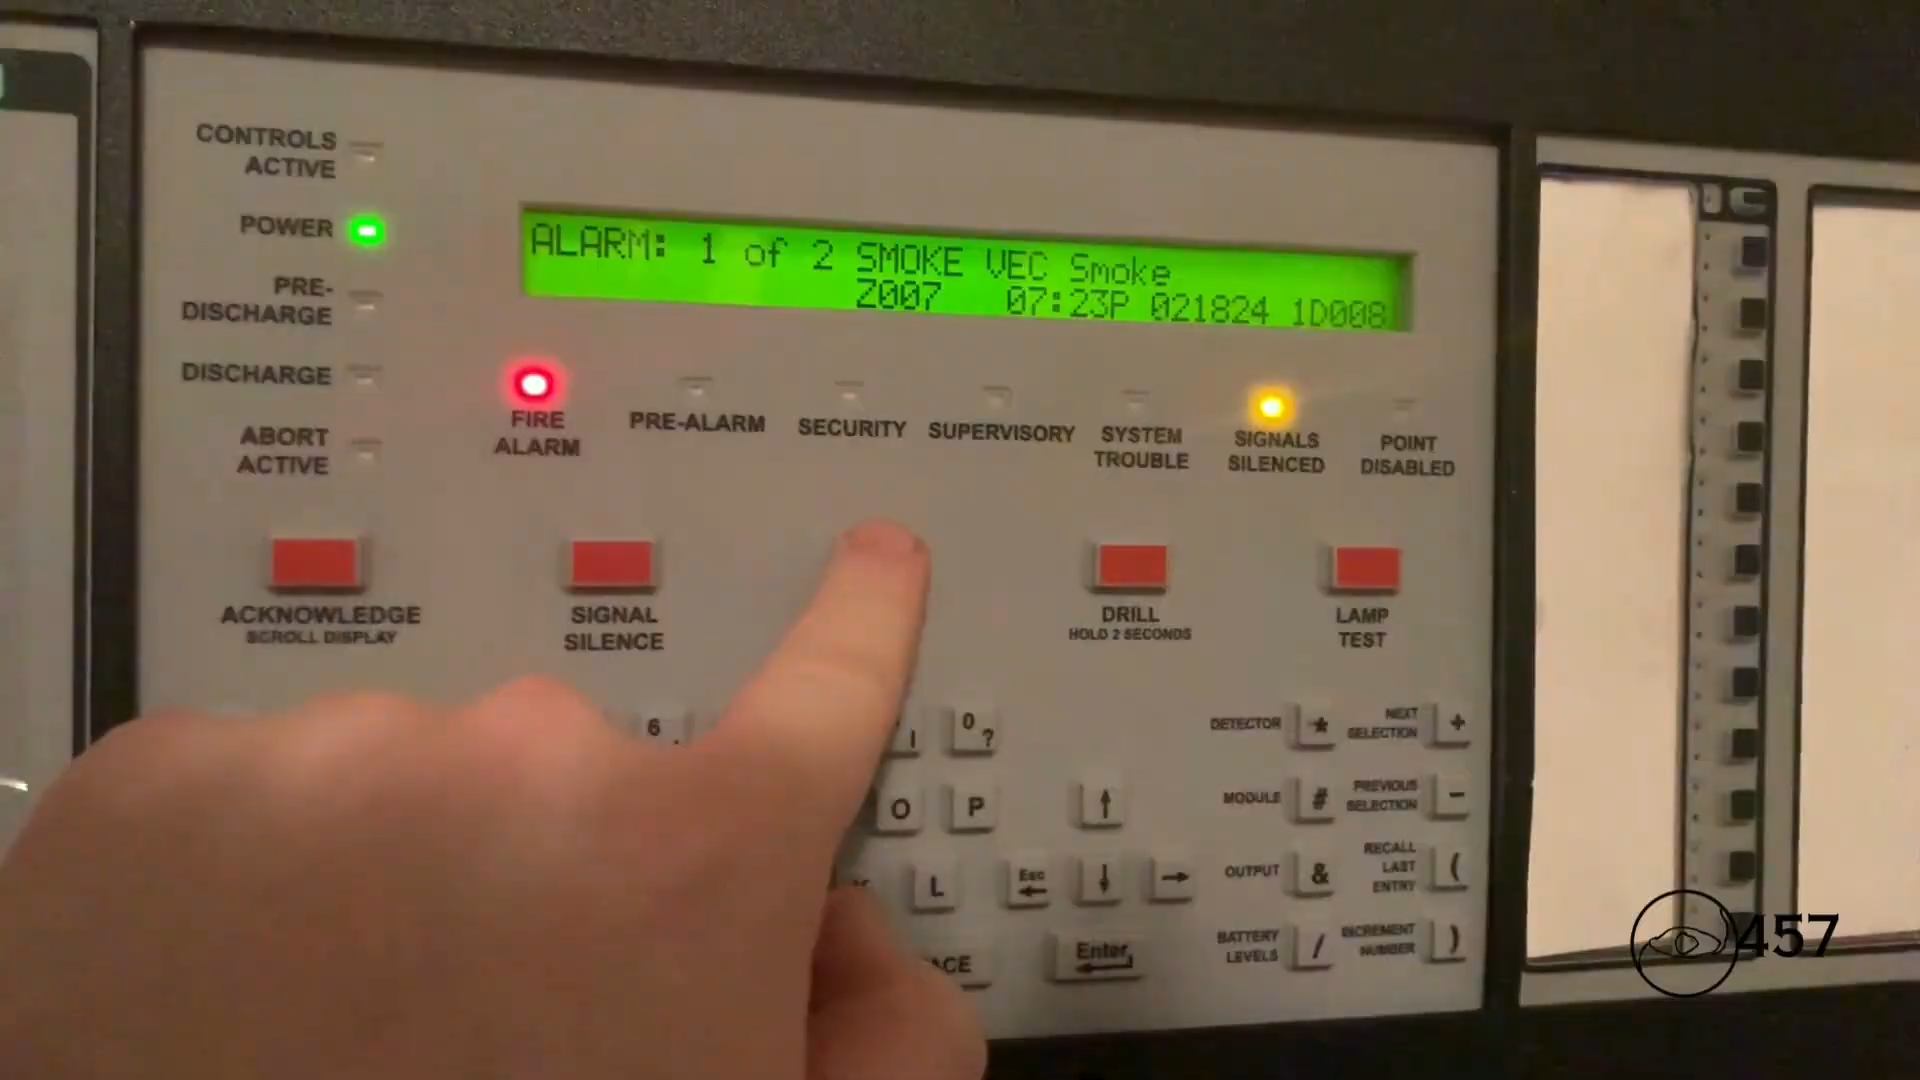 CONTROLS
ACTIVE
POWER
PRE-
DISCHARGE
DISCHARGE
ABORT
ACTIVE
ALARM: 1 of 2 SMOKE VEC Smoke
Z007 07:23P 021824 1D008
FIRE
ALARM
PRE-ALARM
SECURITY
SUPERVISORY
SYSTEM
TROUBLE
SIGNALS
SILENCED
POINT
DISABLED
ACKNOWLEDGE
SCROLL DISPLAY
SIGNAL
SILENCE
DRILL
HOLD 2 SECONDS
LAMP
TEST
6 .
I
0 ?
DETECTOR *
NEXT
SELECTION +
O P
↑
MODULE #
PREVIOUS
SELECTION -
L
Esc
←
↓
→
OUTPUT &
RECALL
LAST
ENTRY (
ACE
Enter
BATTERY
LEVELS /
INCREMENT
NUMBER )
457